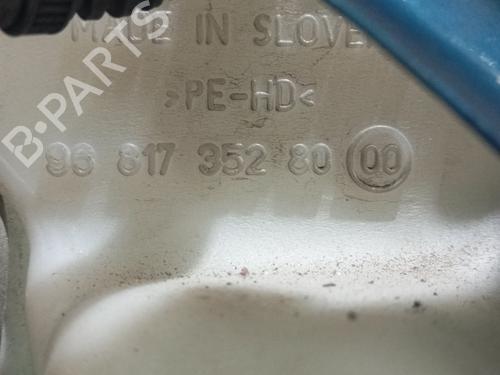 MADE IN SLOVE
>PE-HD<
96 817 352 80 00
B-PARTS